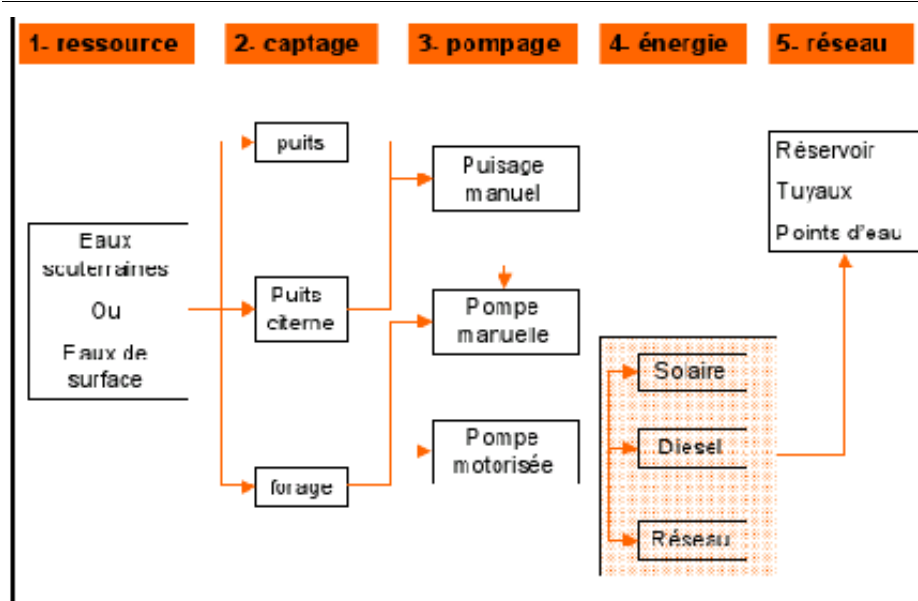 1- ressource
2- captage
3- pompage
4- énergie
5- réseau
Eaux
souterraines
Ou
Eaux de
surface
puits
Puits
citerne
forage
Puisage
manuel
Pompe
manuelle
Pompe
motorisée
Solaire
Diesel
Réseau
Réservoir
Tuyaux
Points d'eau